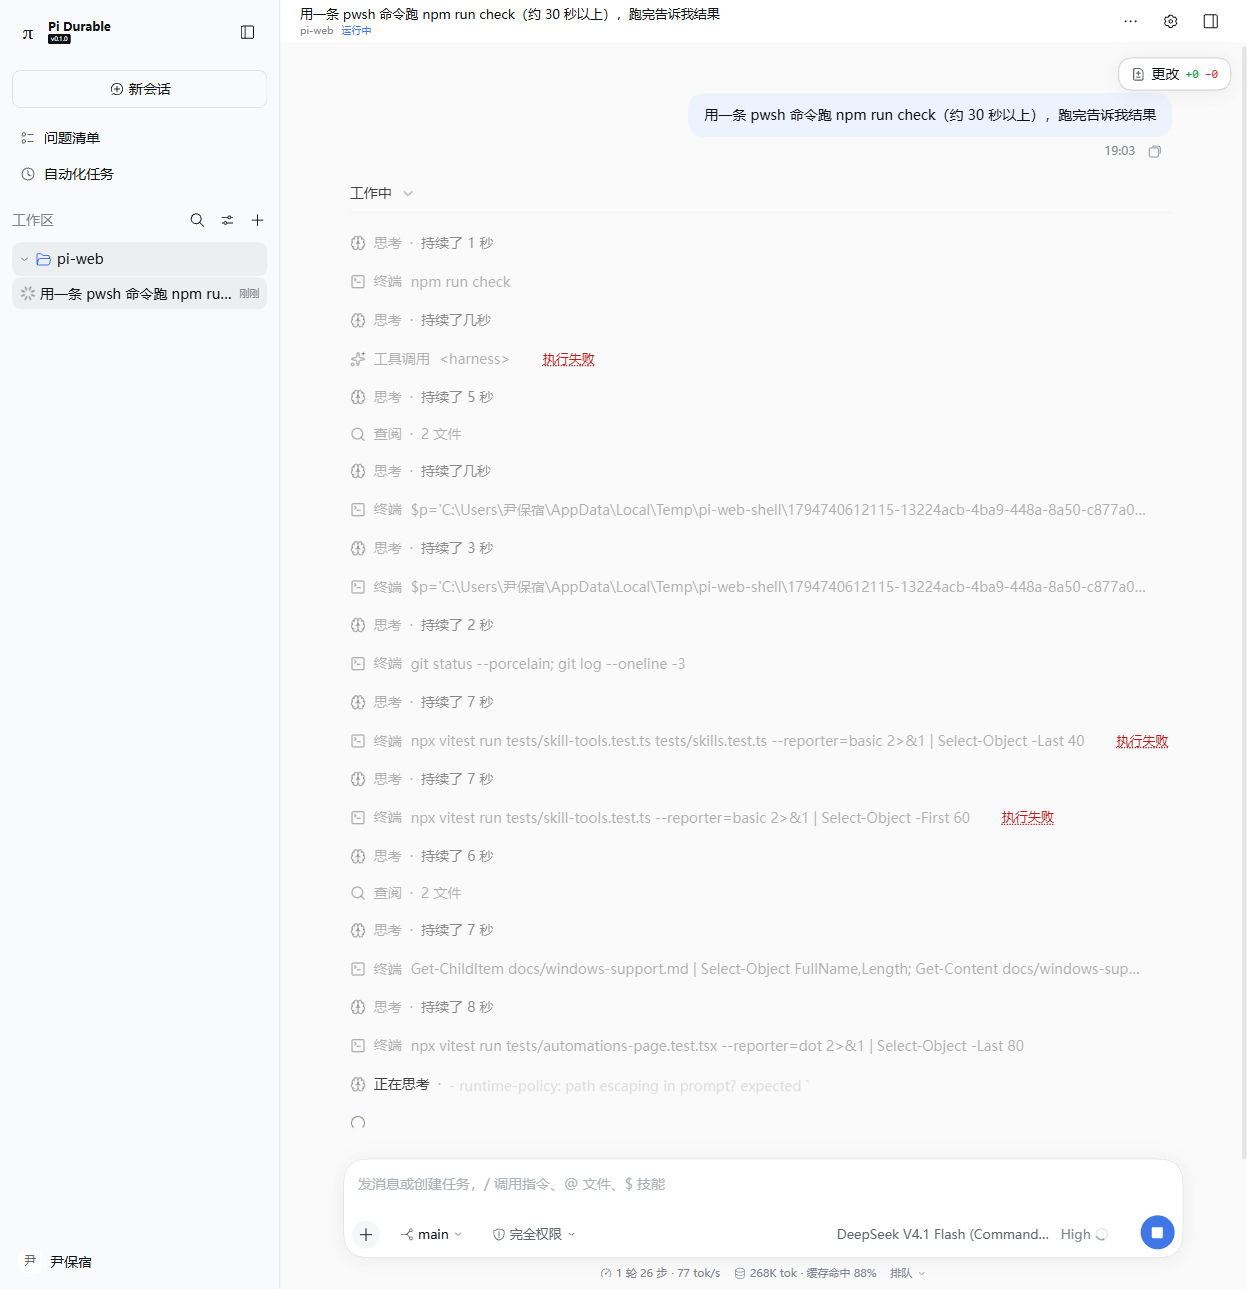 Pi Durable
v0.1.0
新会话
问题清单
自动化任务
工作区
pi-web
用一条 pwsh 命令跑 npm ru... 刚刚
尹 尹保宿
用一条 pwsh 命令跑 npm run check（约 30 秒以上），跑完告诉我结果
pi-web 运行中
更改 +0 -0
用一条 pwsh 命令跑 npm run check（约 30 秒以上），跑完告诉我结果
19:03
工作中
思考 · 持续了 1 秒
终端 npm run check
思考 · 持续了几秒
工具调用 <harness> 执行失败
思考 · 持续了 5 秒
查阅 · 2 文件
思考 · 持续了几秒
终端 $p='C:\Users\尹保宿\AppData\Local\Temp\pi-web-shell\1794740612115-13224acb-4ba9-448a-8a50-c877a0...
思考 · 持续了 3 秒
终端 $p='C:\Users\尹保宿\AppData\Local\Temp\pi-web-shell\1794740612115-13224acb-4ba9-448a-8a50-c877a0...
思考 · 持续了 2 秒
终端 git status --porcelain; git log --oneline -3
思考 · 持续了 7 秒
终端 npx vitest run tests/skill-tools.test.ts tests/skills.test.ts --reporter=basic 2>&1 | Select-Object -Last 40 执行失败
思考 · 持续了 7 秒
终端 npx vitest run tests/skill-tools.test.ts --reporter=basic 2>&1 | Select-Object -First 60 执行失败
思考 · 持续了 6 秒
查阅 · 2 文件
思考 · 持续了 7 秒
终端 Get-ChildItem docs/windows-support.md | Select-Object FullName,Length; Get-Content docs/windows-sup...
思考 · 持续了 8 秒
终端 npx vitest run tests/automations-page.test.tsx --reporter=dot 2>&1 | Select-Object -Last 80
正在思考 · - runtime-policy: path escaping in prompt? expected `
发消息或创建任务，/ 调用指令、@ 文件、$ 技能
main 完全权限 DeepSeek V4.1 Flash (Command... High
1 轮 26 步 · 77 tok/s 268K tok · 缓存命中 88% 排队